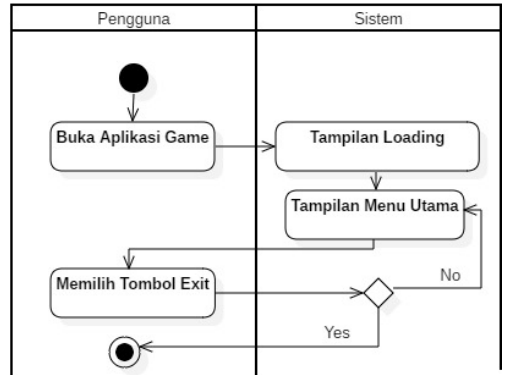 Pengguna
Sistem
Buka Aplikasi Game
Tampilan Loading
Tampilan Menu Utama
Memilih Tombol Exit
No
Yes